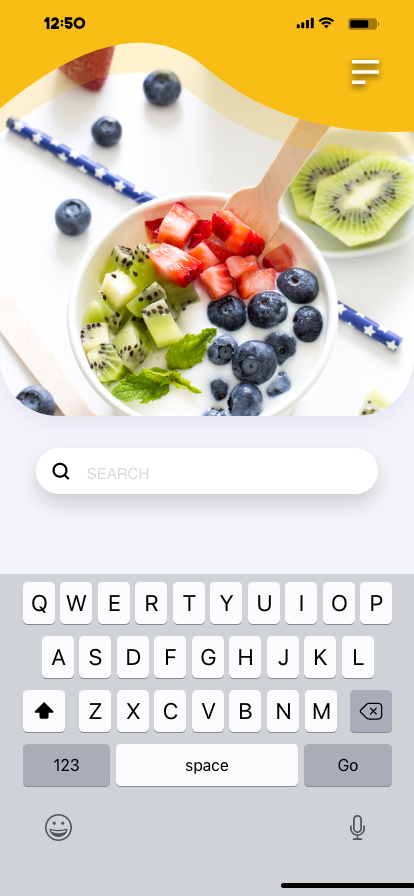 12:50
SEARCH
Q W E R T Y U I O P
A S D F G H J K L
Z X C V B N M
123 space Go